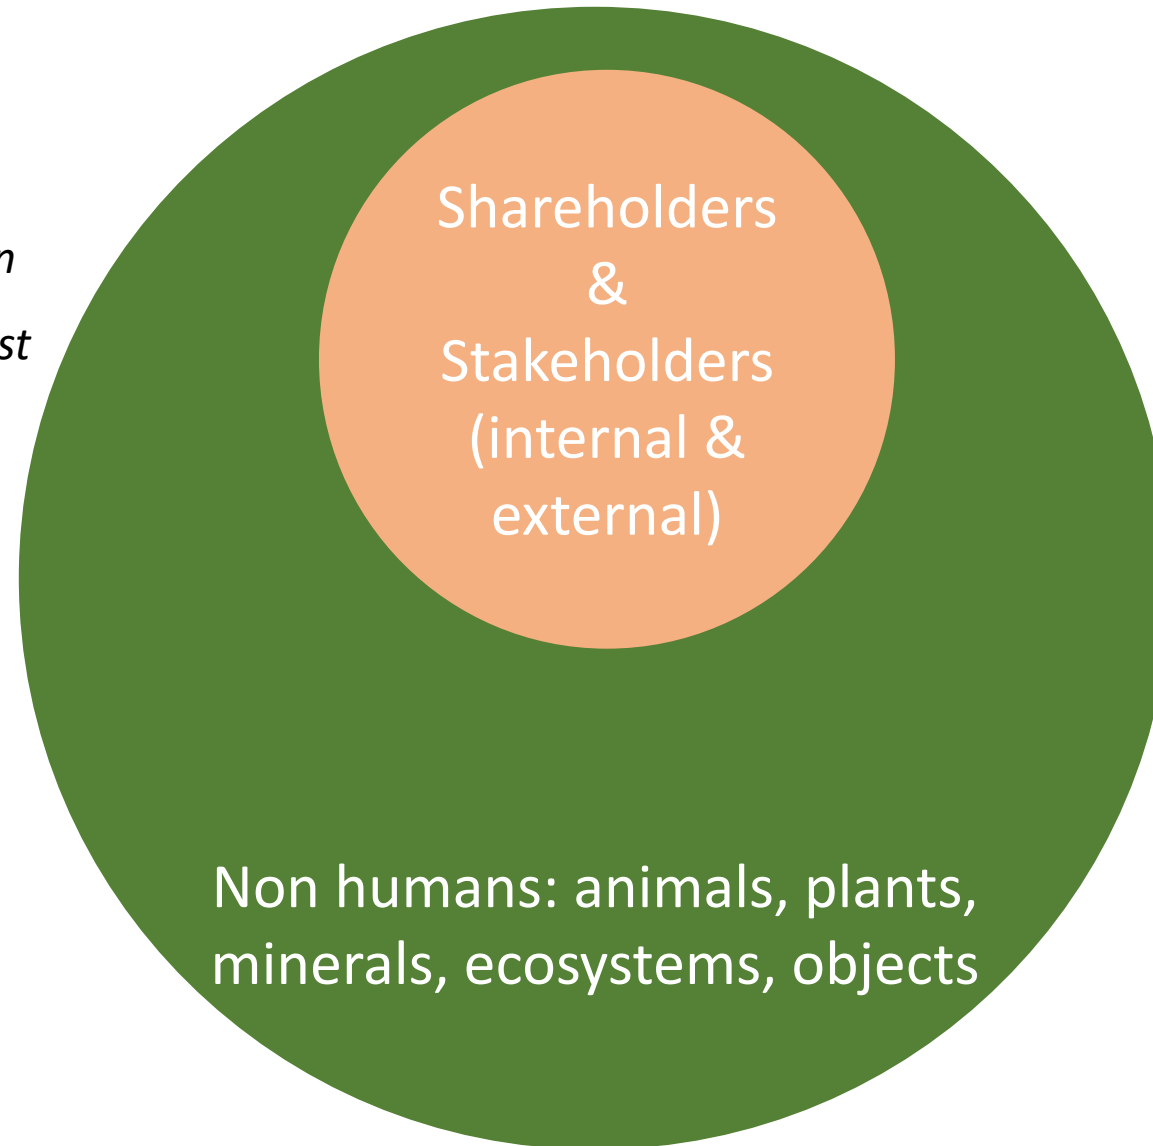 Shareholders
&
Stakeholders
(internal &
external)
Non humans: animals, plants,
minerals, ecosystems, objects